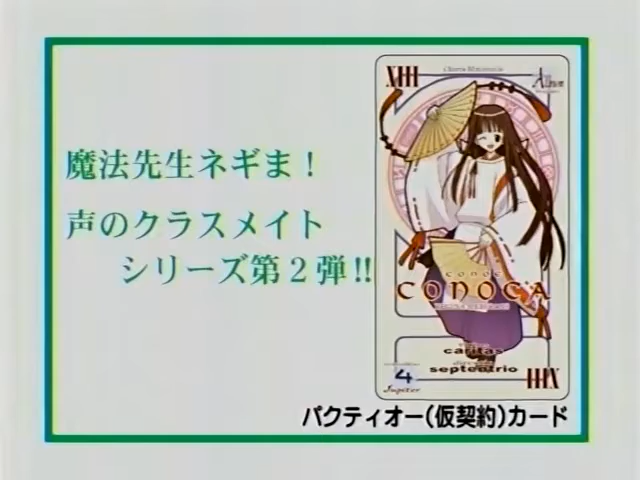 魔法先生ネギま！
声のクラスメイト
シリーズ第２弾!!
XIII
CONOCA
caritas
septentrio
4
Jupiter
XIII
パクティオー(仮契約)カード